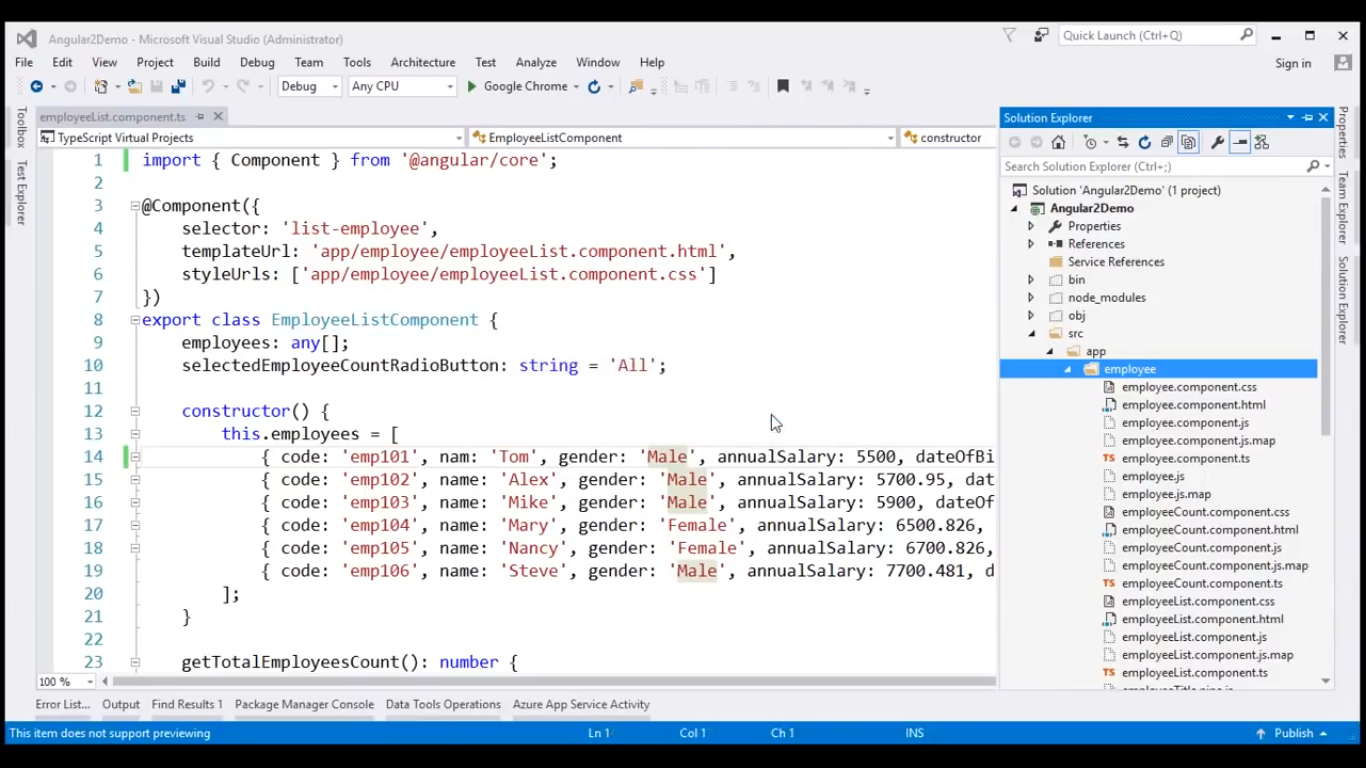 Angular2Demo - Microsoft Visual Studio (Administrator)
Quick Launch (Ctrl+Q)
File Edit View Project Build Debug Team Tools Architecture Test Analyze Window Help
Sign in
Debug Any CPU Google Chrome
Toolbox
Test Explorer
employeeList.component.ts
TypeScript Virtual Projects EmployeeListComponent constructor
1 import { Component } from '@angular/core';
2
3 @Component({
4 selector: 'list-employee',
5 templateUrl: 'app/employee/employeeList.component.html',
6 styleUrls: ['app/employee/employeeList.component.css']
7 })
8 export class EmployeeListComponent {
9 employees: any[];
10 selectedEmployeeCountRadioButton: string = 'All';
11
12 constructor() {
13 this.employees = [
14 { code: 'emp101', nam: 'Tom', gender: 'Male', annualSalary: 5500, dateOfBi
15 { code: 'emp102', name: 'Alex', gender: 'Male', annualSalary: 5700.95, dat
16 { code: 'emp103', name: 'Mike', gender: 'Male', annualSalary: 5900, dateOf
17 { code: 'emp104', name: 'Mary', gender: 'Female', annualSalary: 6500.826,
18 { code: 'emp105', name: 'Nancy', gender: 'Female', annualSalary: 6700.826,
19 { code: 'emp106', name: 'Steve', gender: 'Male', annualSalary: 7700.481, d
20 ];
21 }
22
23 getTotalEmployeesCount(): number {
100 %
Solution Explorer
Search Solution Explorer (Ctrl+;)
Solution 'Angular2Demo' (1 project)
Angular2Demo
Properties
References
Service References
bin
node_modules
obj
src
app
employee
employee.component.css
employee.component.html
employee.component.js
employee.component.js.map
employee.component.ts
employee.js
employee.js.map
employeeCount.component.css
employeeCount.component.html
employeeCount.component.js
employeeCount.component.js.map
employeeCount.component.ts
employeeList.component.css
employeeList.component.html
employeeList.component.js
employeeList.component.js.map
employeeList.component.ts
Properties
Team Explorer
Solution Explorer
Error List... Output Find Results 1 Package Manager Console Data Tools Operations Azure App Service Activity
This item does not support previewing Ln 1 Col 1 Ch 1 INS Publish